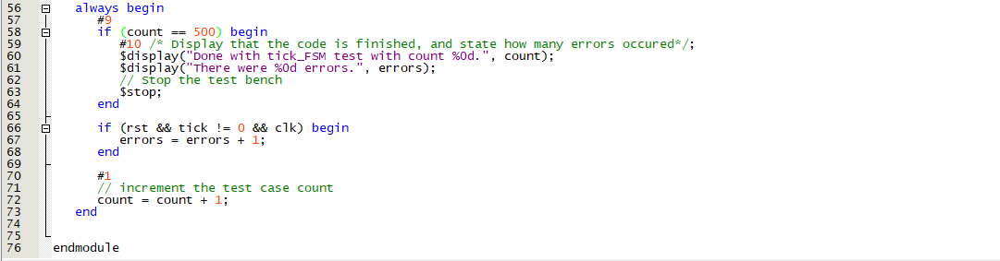 56 always begin
57 #9
58 if (count == 500) begin
59 #10 /* Display that the code is finished, and state how many errors occured*/;
60 $display("Done with tick_FSM test with count %0d.", count);
61 $display("There were %0d errors.", errors);
62 // Stop the test bench
63 $stop;
64 end
65
66 if (rst && tick != 0 && clk) begin
67 errors = errors + 1;
68 end
69
70 #1
71 // increment the test case count
72 count = count + 1;
73 end
74
75
76 endmodule